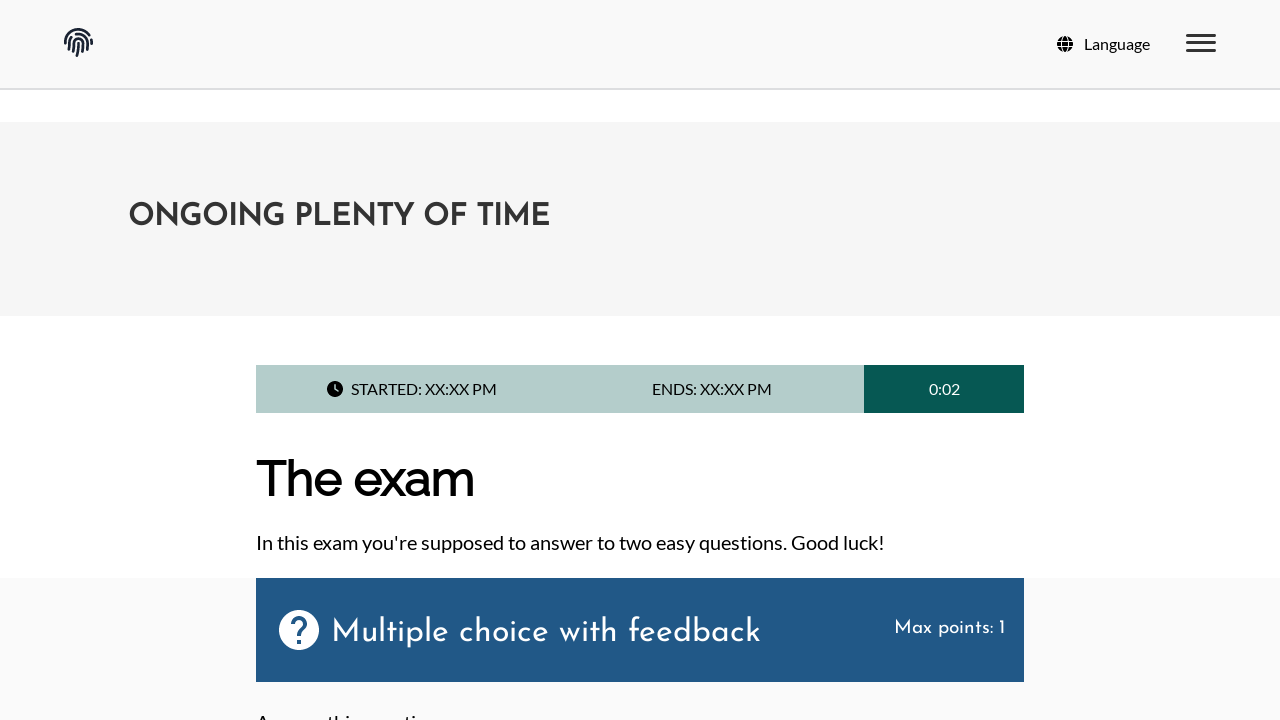 Language
ONGOING PLENTY OF TIME
STARTED: XX:XX PM
ENDS: XX:XX PM
0:02
The exam
In this exam you're supposed to answer to two easy questions. Good luck!
Multiple choice with feedback
Max points: 1